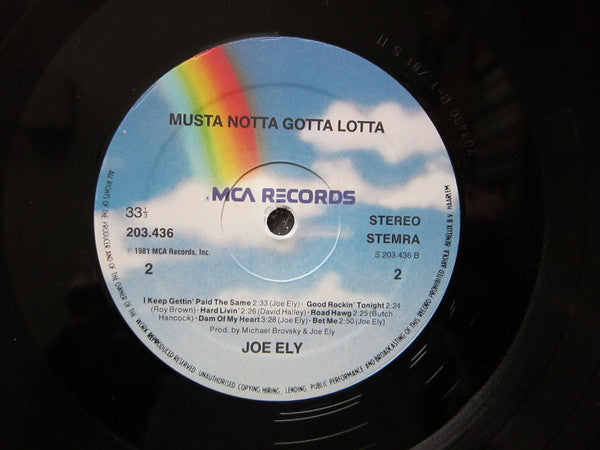 MUSTA NOTTA GOTTA LOTTA
MCA RECORDS
33⅓
203.436
℗ 1981 MCA Records, Inc.
2
STEREO
STEMRA
S 203.436 B
2
I Keep Gettin' Paid The Same 2:33 (Joe Ely) · Good Rockin' Tonight 2:24
(Roy Brown) · Hard Livin' 2:26 (David Halley) · Road Hawg 2:25 (Butch
Hancock) · Dam Of My Heart 3:28 (Joe Ely) · Bet Me 2:50 (Joe Ely)
Prod. by Michael Brovsky & Joe Ely
JOE ELY
ALL RIGHTS OF THE PRODUCER AND OF THE OWNER OF THE WORK REPRODUCED RESERVED UNAUTHORISED COPYING HIRING, LENDING, PUBLIC PERFORMANCE AND BROADCASTING OF THIS RECORD PROHIBITED ARIOLA-BENELUX B.V. HAARLEM.